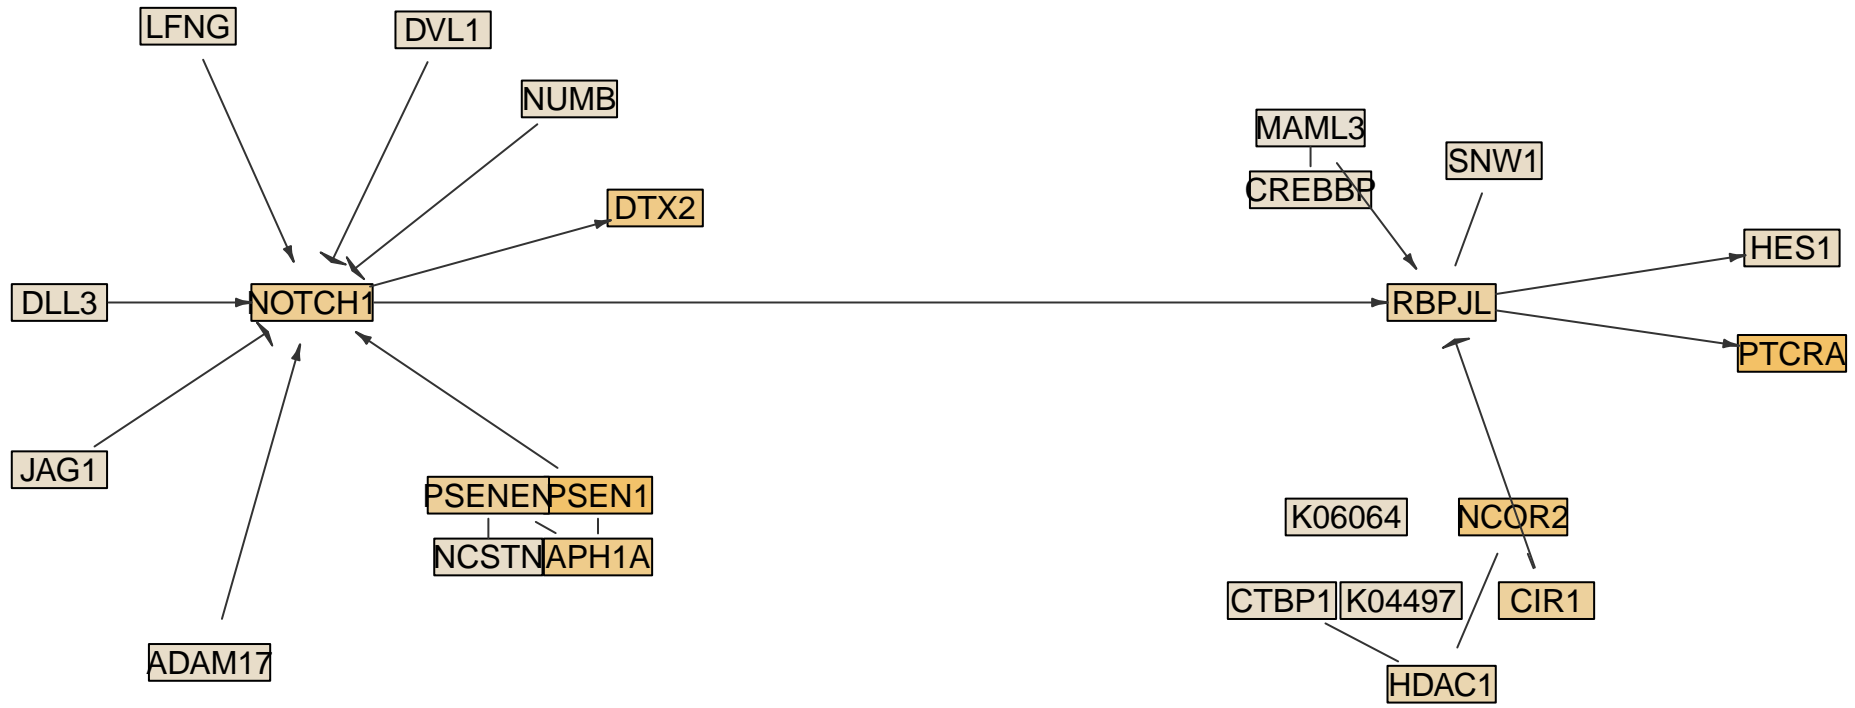 LFNG
DVL1
NUMB
MAML3
SNW1
CREBBP
DTX2
HES1
DLL3
NOTCH1
RBPJL
PTCRA
JAG1
PSENEN
PSEN1
K06064
NCOR2
NCSTN
APH1A
CTBP1
K04497
CIR1
ADAM17
HDAC1